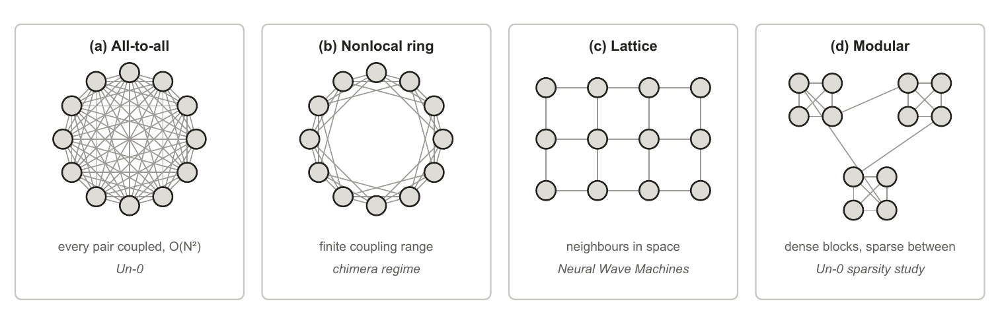 (a) All-to-all
every pair coupled, O(N²)
Un-0
(b) Nonlocal ring
finite coupling range
chimera regime
(c) Lattice
neighbours in space
Neural Wave Machines
(d) Modular
dense blocks, sparse between
Un-0 sparsity study